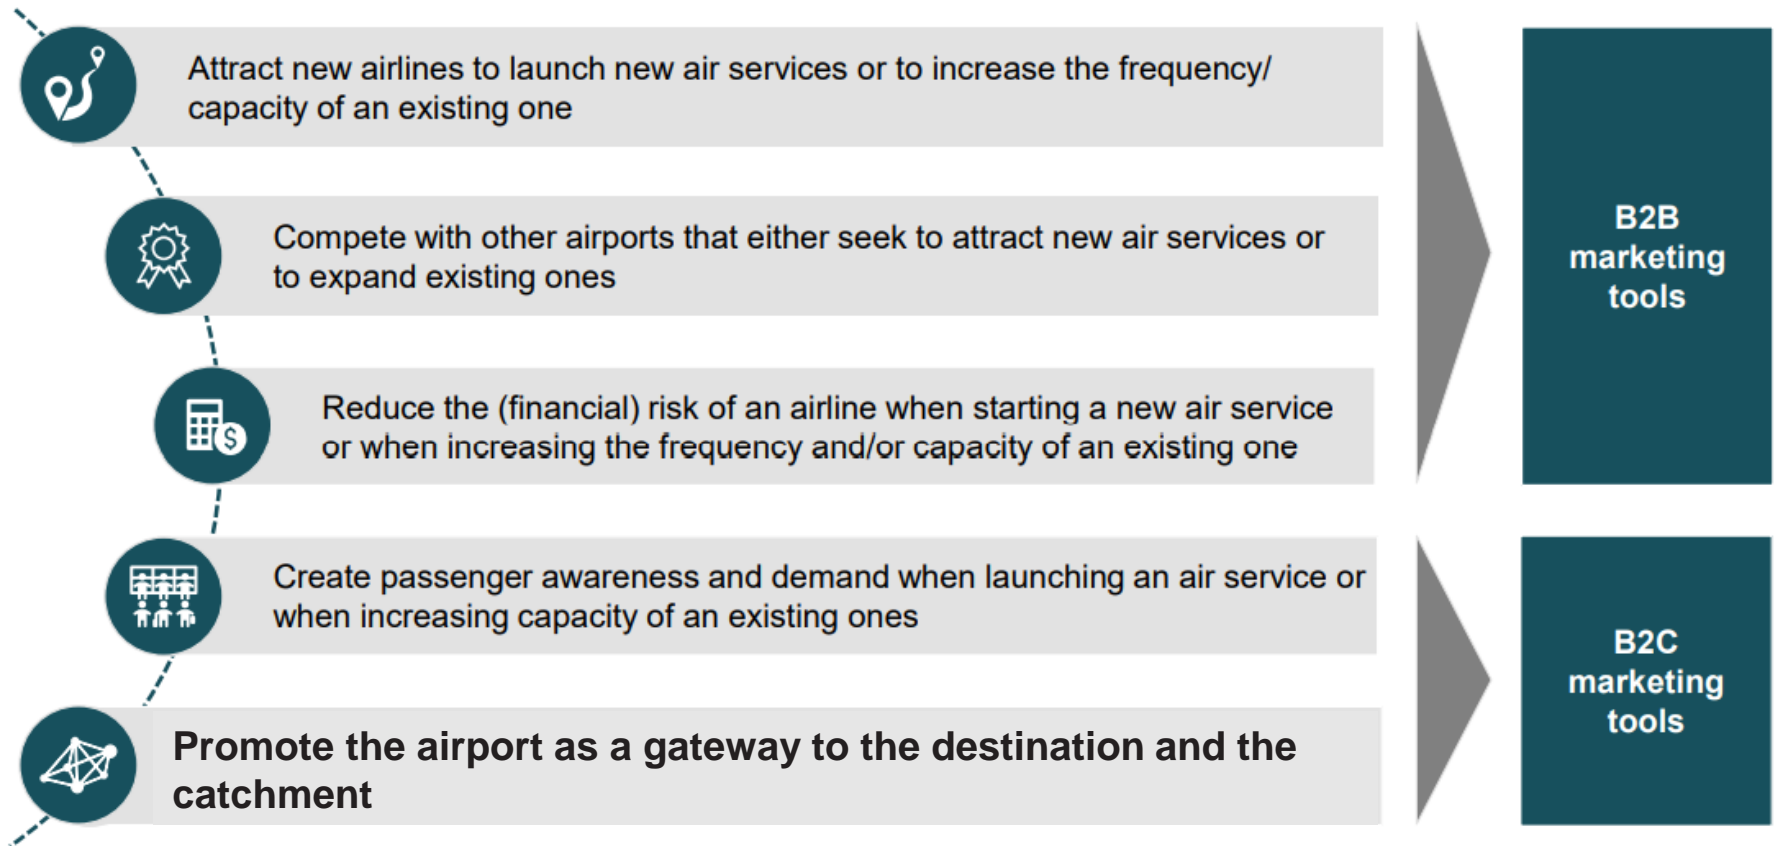 Attract new airlines to launch new air services or to increase the frequency/
capacity of an existing one
Compete with other airports that either seek to attract new air services or
to expand existing ones
Reduce the (financial) risk of an airline when starting a new air service
or when increasing the frequency and/or capacity of an existing one
B2B
marketing
tools
Create passenger awareness and demand when launching an air service or
when increasing capacity of an existing ones
Promote the airport as a gateway to the destination and the
catchment
B2C
marketing
tools